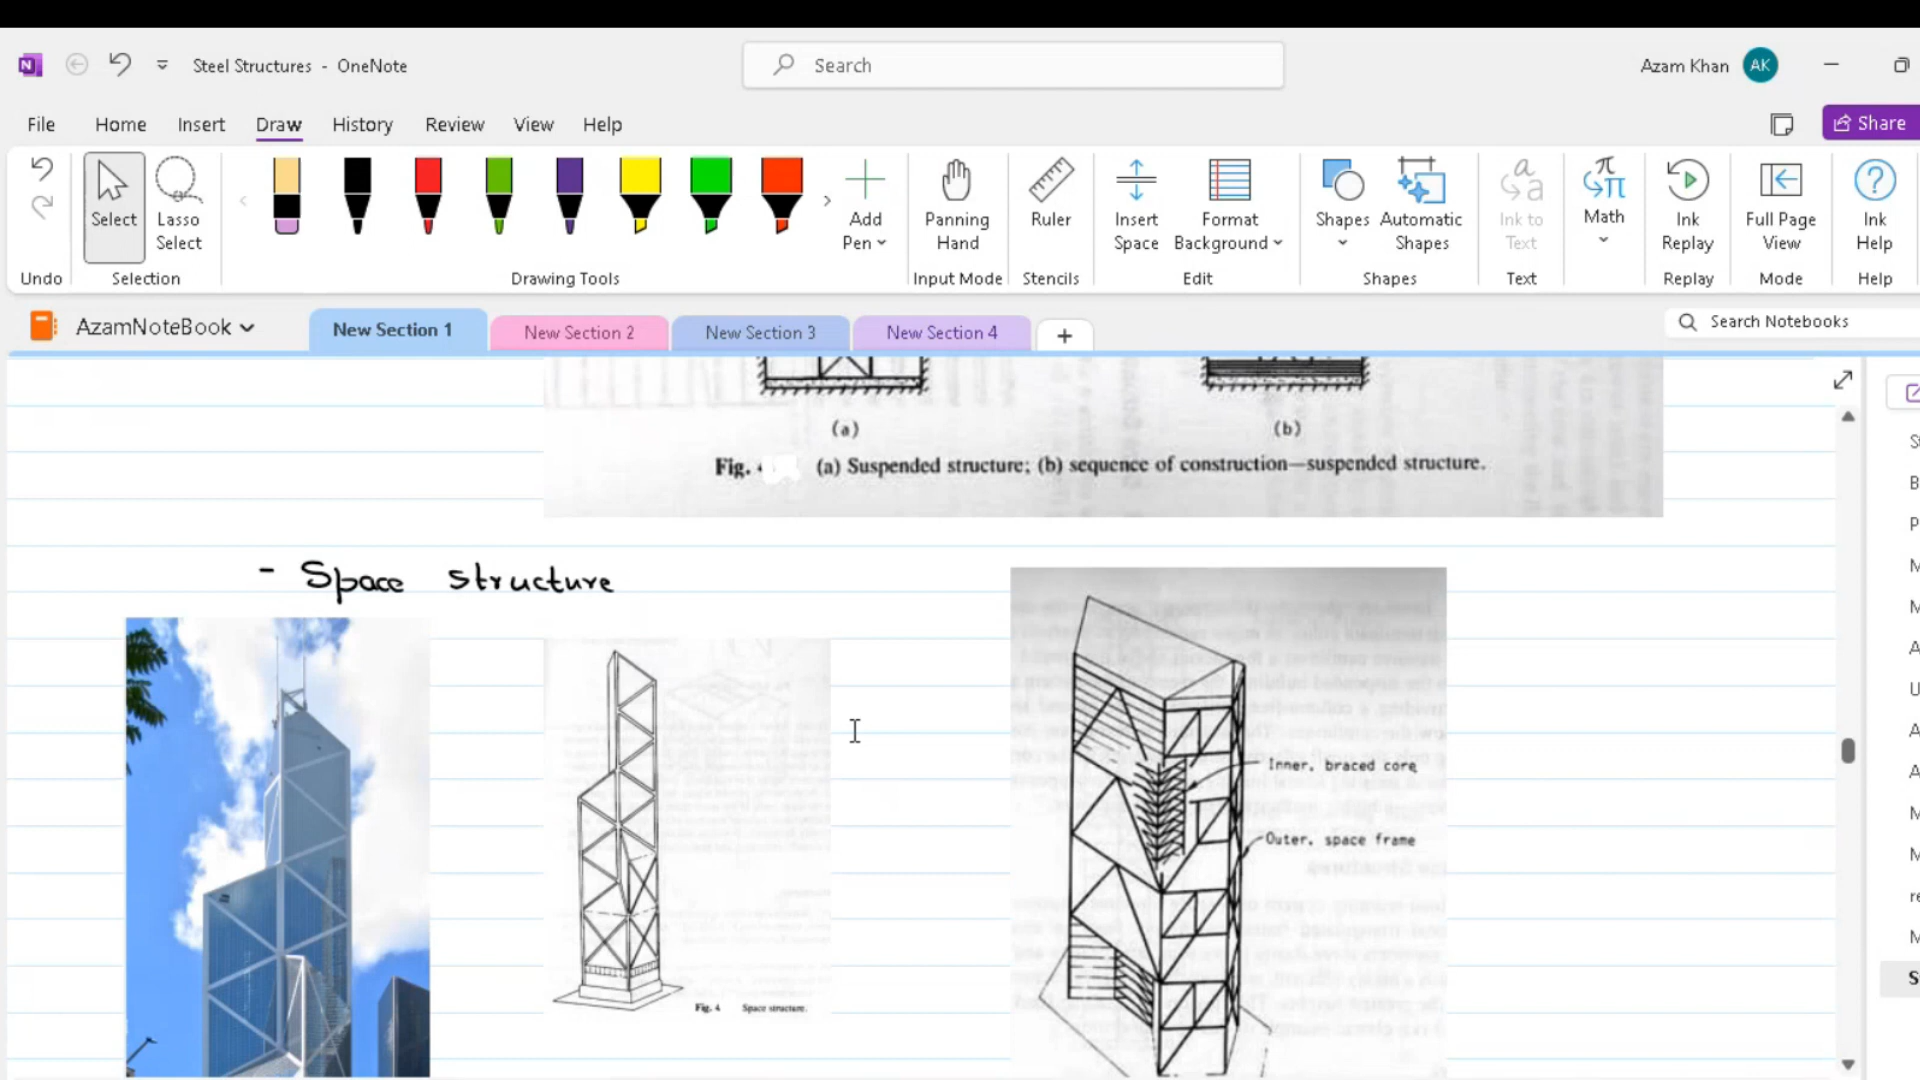 Steel Structures - OneNote
Search
Azam Khan
AK
File
Home
Insert
Draw
History
Review
View
Help
Share
Select
Lasso Select
Add Pen
Panning Hand
Ruler
Insert Space
Format Background
Shapes
Automatic Shapes
Ink to Text
Math
Ink Replay
Full Page View
Ink Help
Undo
Selection
Drawing Tools
Input Mode
Stencils
Edit
Shapes
Text
Replay
Mode
Help
AzamNoteBook
New Section 1
New Section 2
New Section 3
New Section 4
Search Notebooks
(a)
(b)
Fig. (a) Suspended structure; (b) sequence of construction—suspended structure.
- Space structure
Inner, braced core
Outer, space frame
Fig. 4 Space structure.